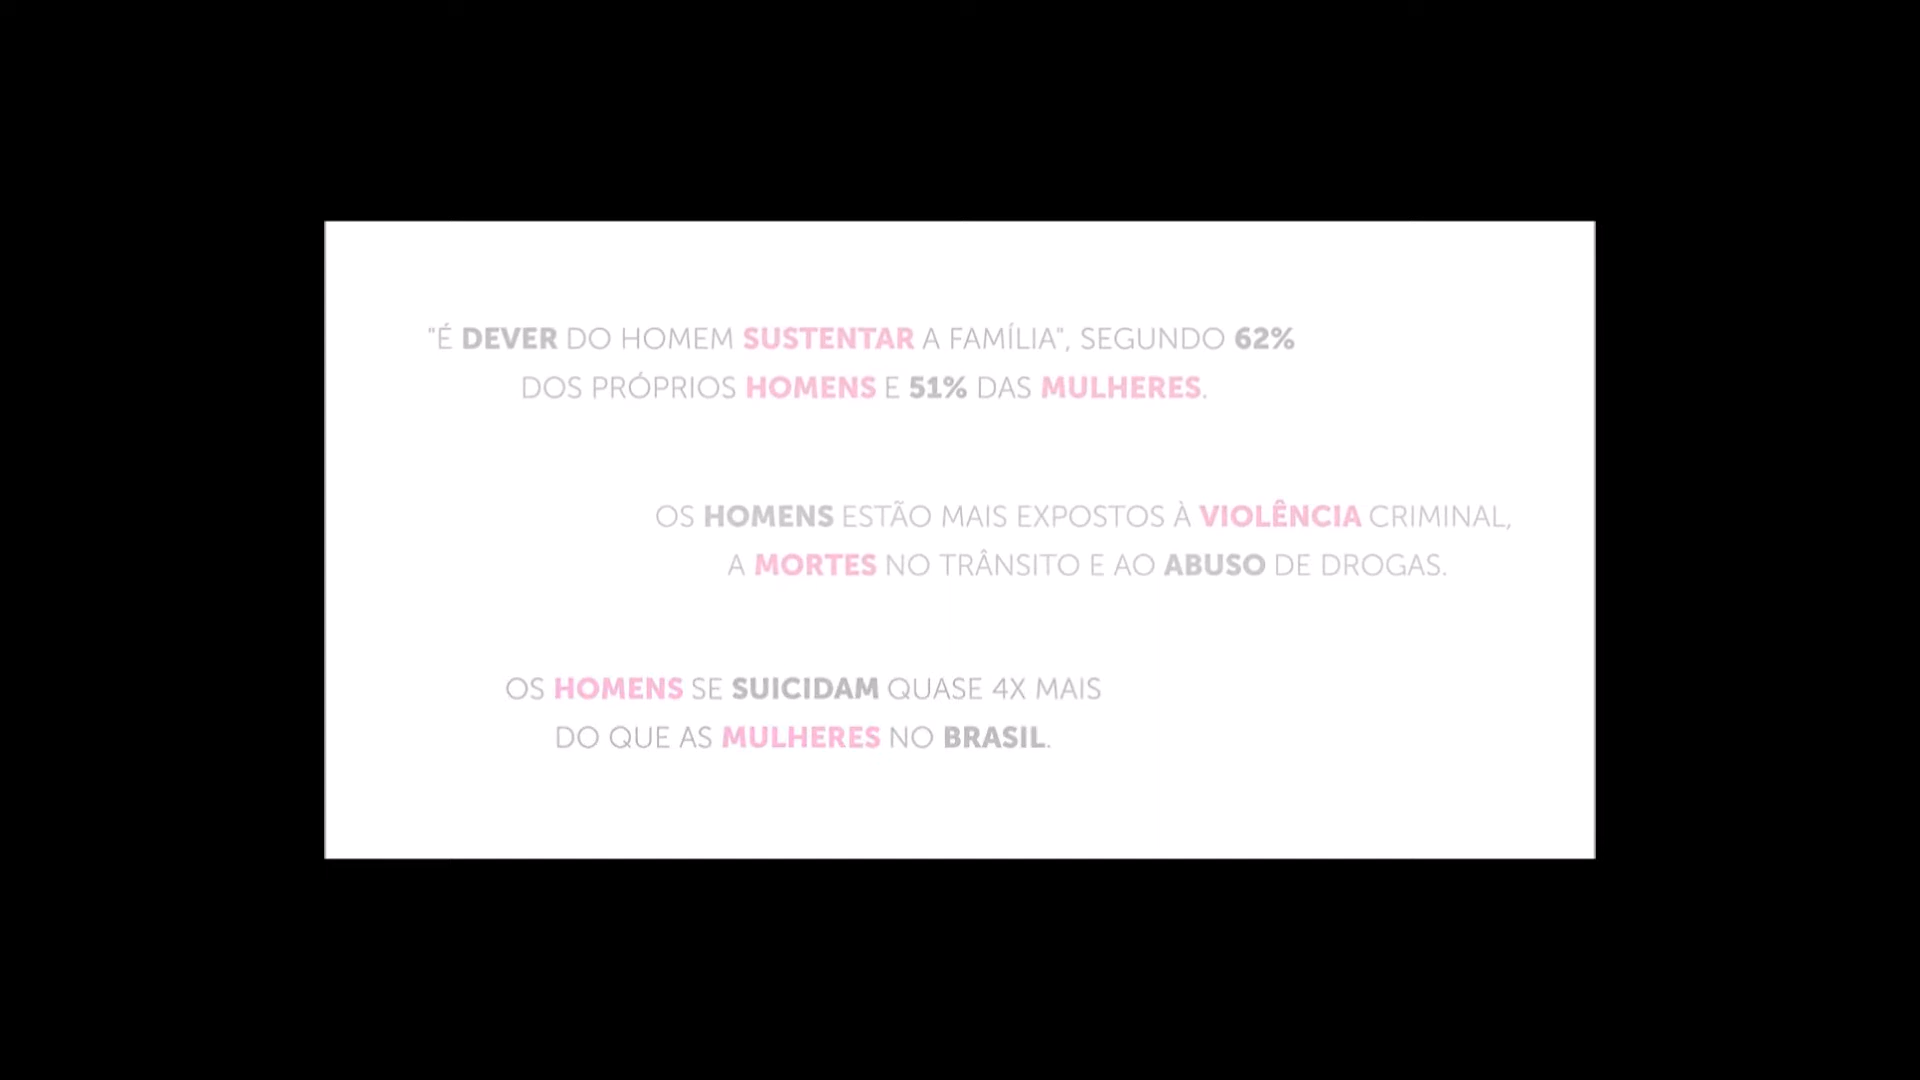 "É DEVER DO HOMEM SUSTENTAR A FAMÍLIA", SEGUNDO 62%
DOS PRÓPRIOS HOMENS E 51% DAS MULHERES.
OS HOMENS ESTÃO MAIS EXPOSTOS À VIOLÊNCIA CRIMINAL,
A MORTES NO TRÂNSITO E AO ABUSO DE DROGAS.
OS HOMENS SE SUICIDAM QUASE 4X MAIS
DO QUE AS MULHERES NO BRASIL.